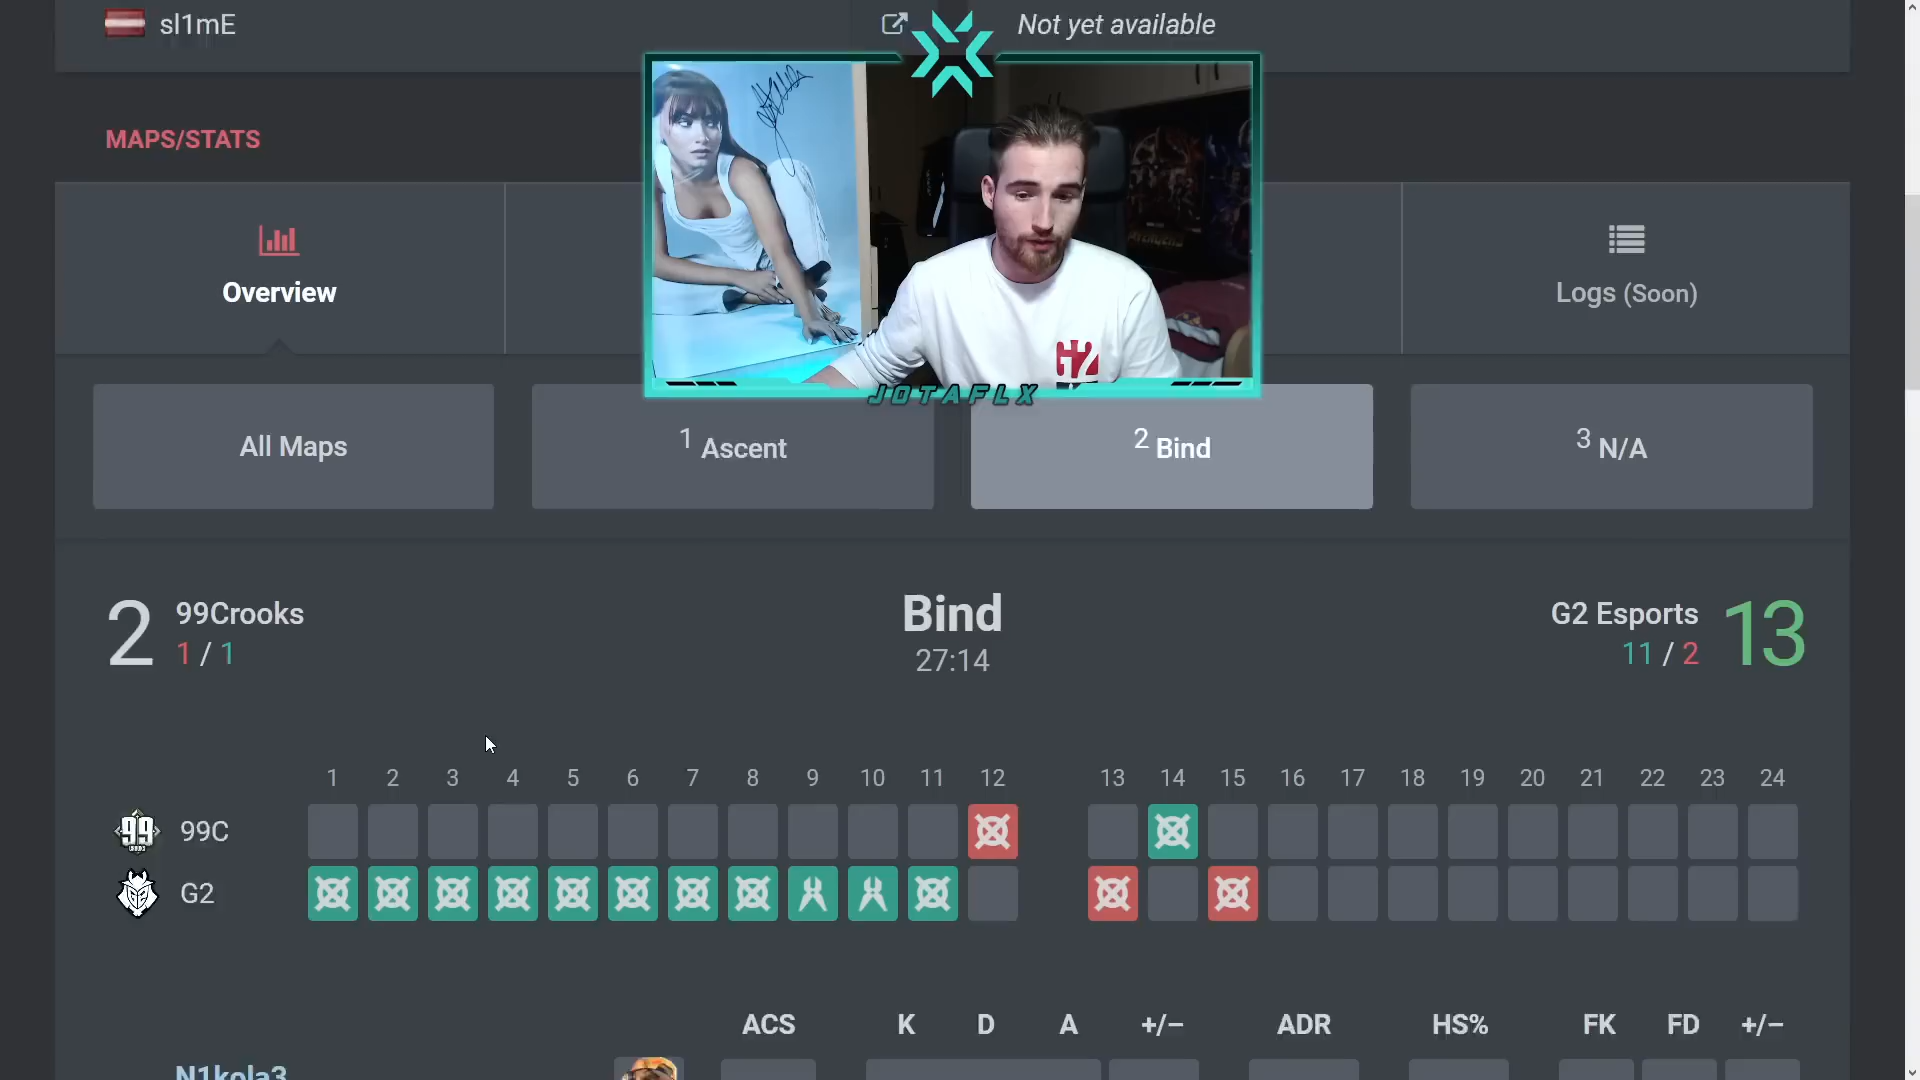 sl1mE
Not yet available
MAPS/STATS
Overview
Logs (Soon)
JOTAFLX
All Maps
1 Ascent
2 Bind
3 N/A
2 99Crooks
1 / 1
Bind
27:14
G2 Esports 13
11 / 2
1 2 3 4 5 6 7 8 9 10 11 12 13 14 15 16 17 18 19 20 21 22 23 24
99 99C
G2
ACS K D A +/– ADR HS% FK FD +/–
N1kola3